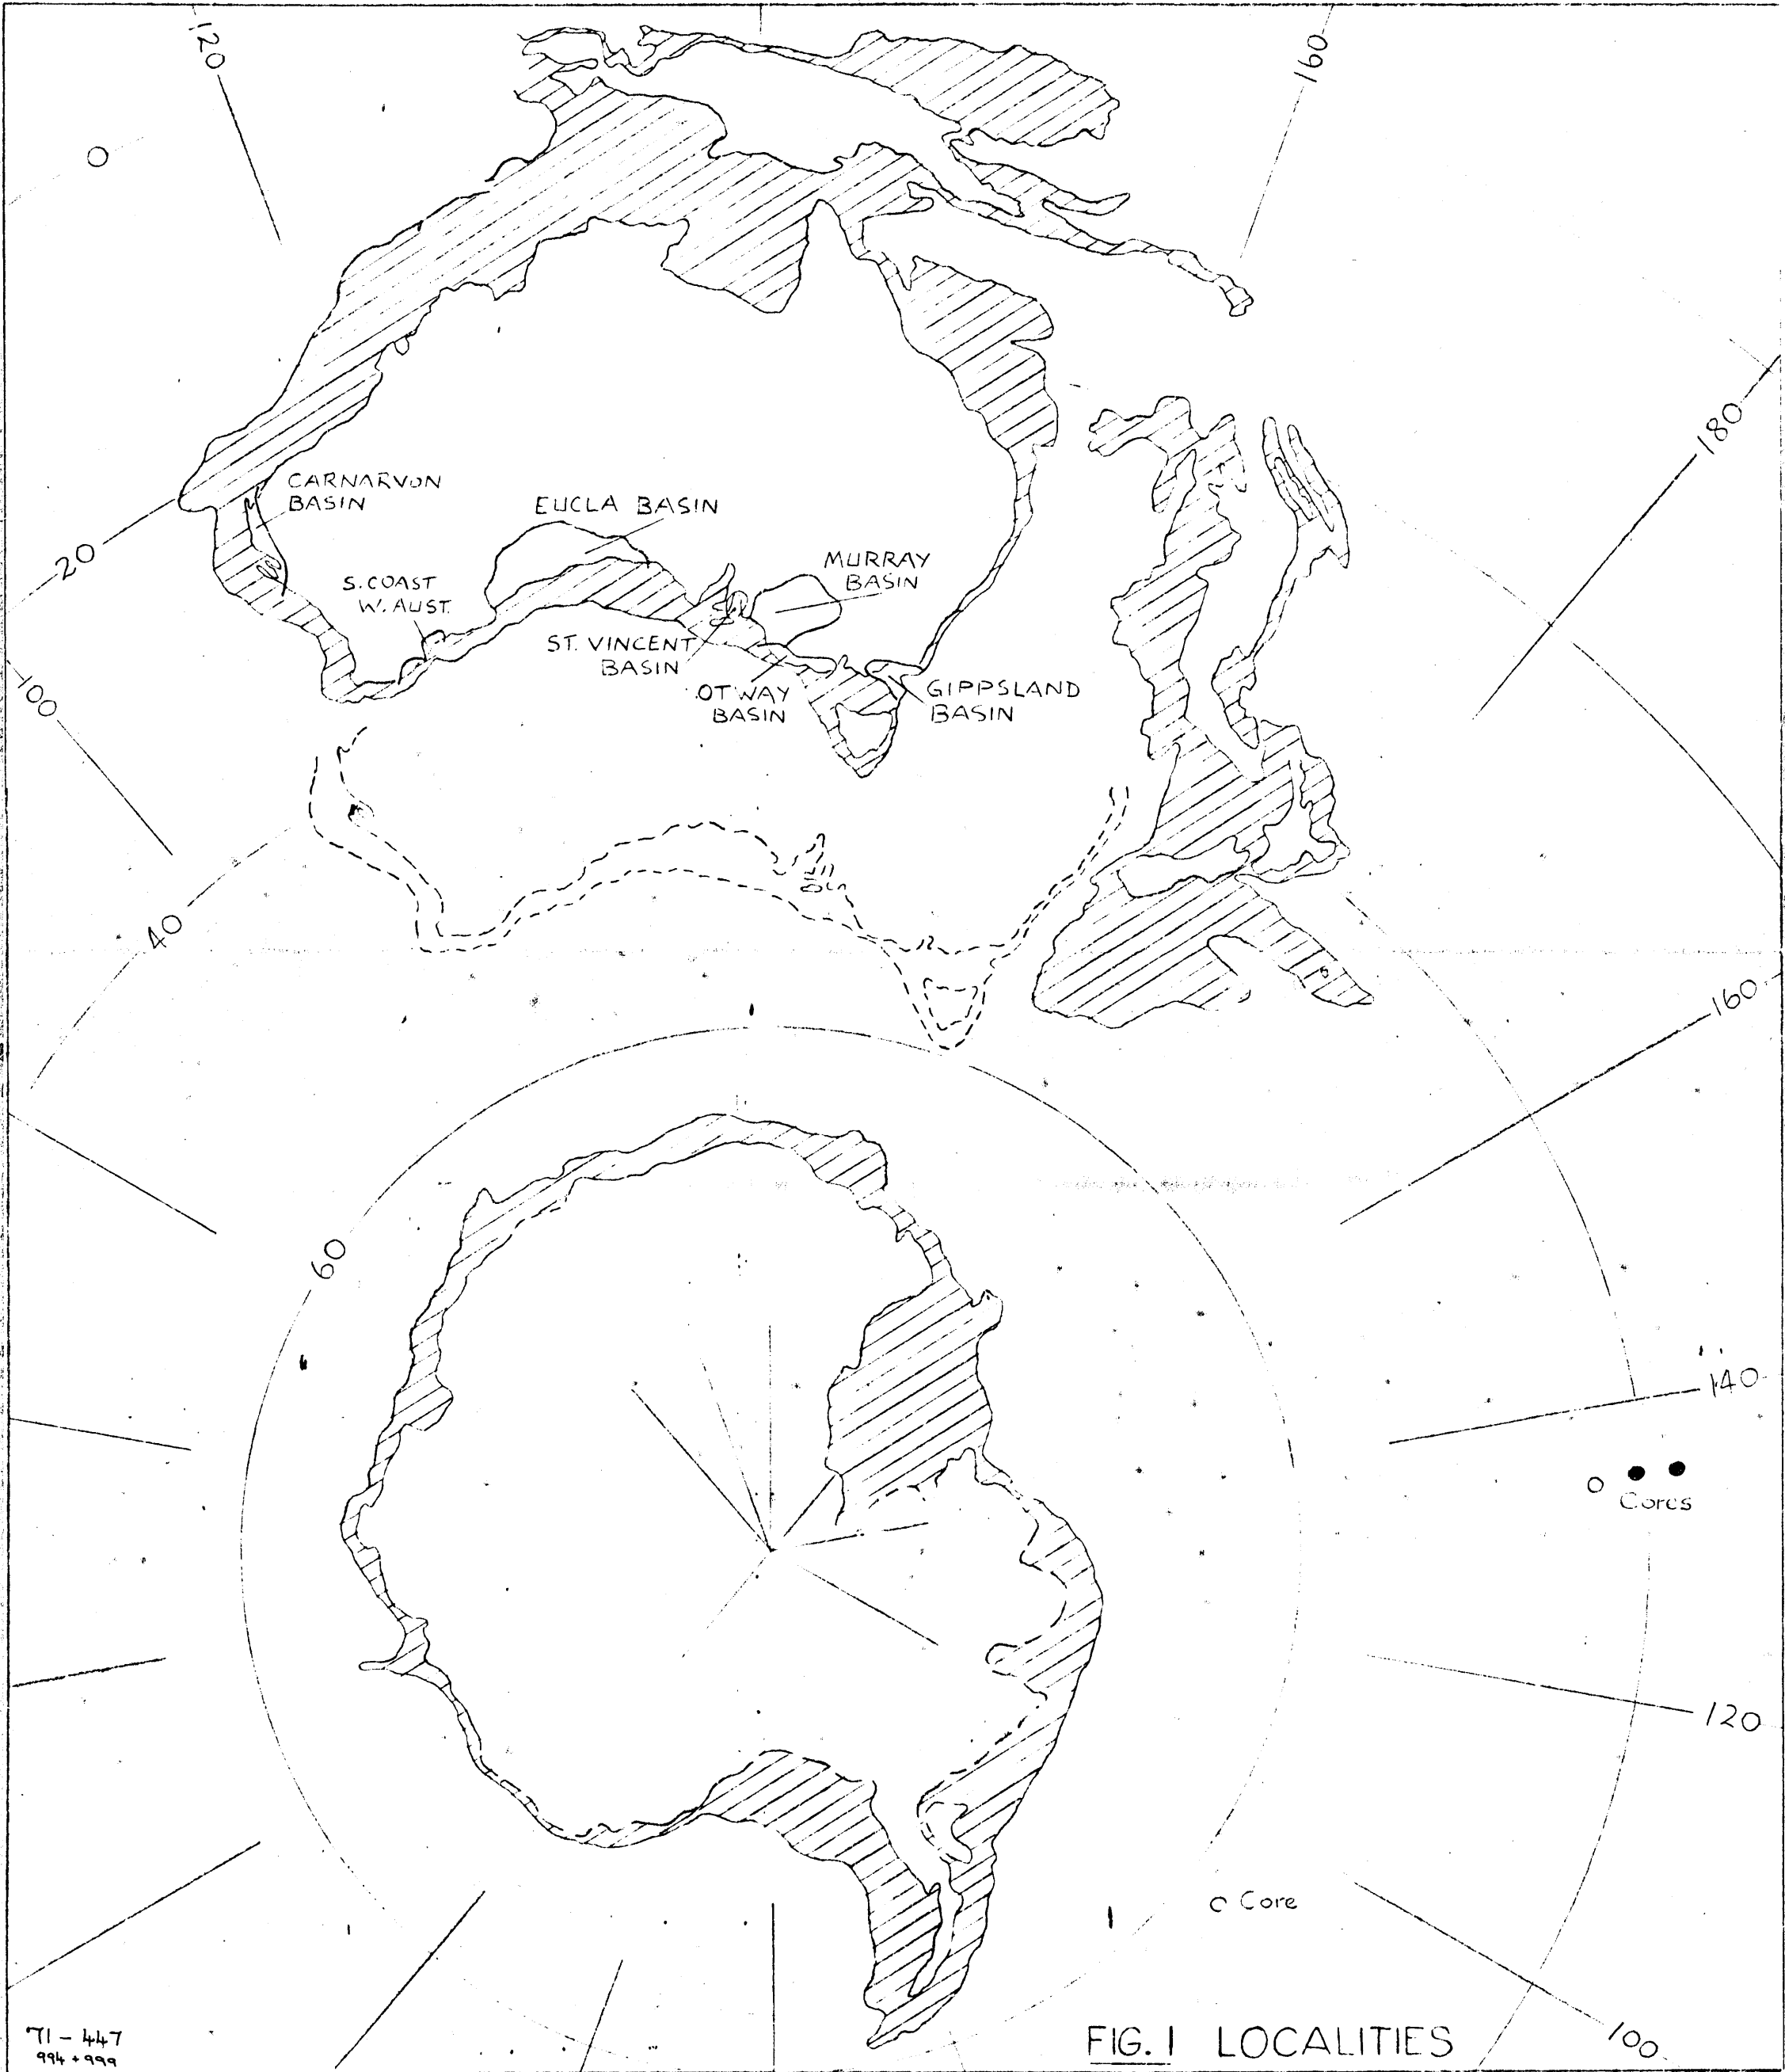 120
160
0
180
CARNARVON
BASIN
EUCLA BASIN
MURRAY
BASIN
20
S. COAST
W. AUST.
ST. VINCENT
BASIN
OTWAY
BASIN
GIPPSLAND
BASIN
100
40
160
60
140
Cores
120
Core
100
FIG. 1 LOCALITIES
71-447
994+999